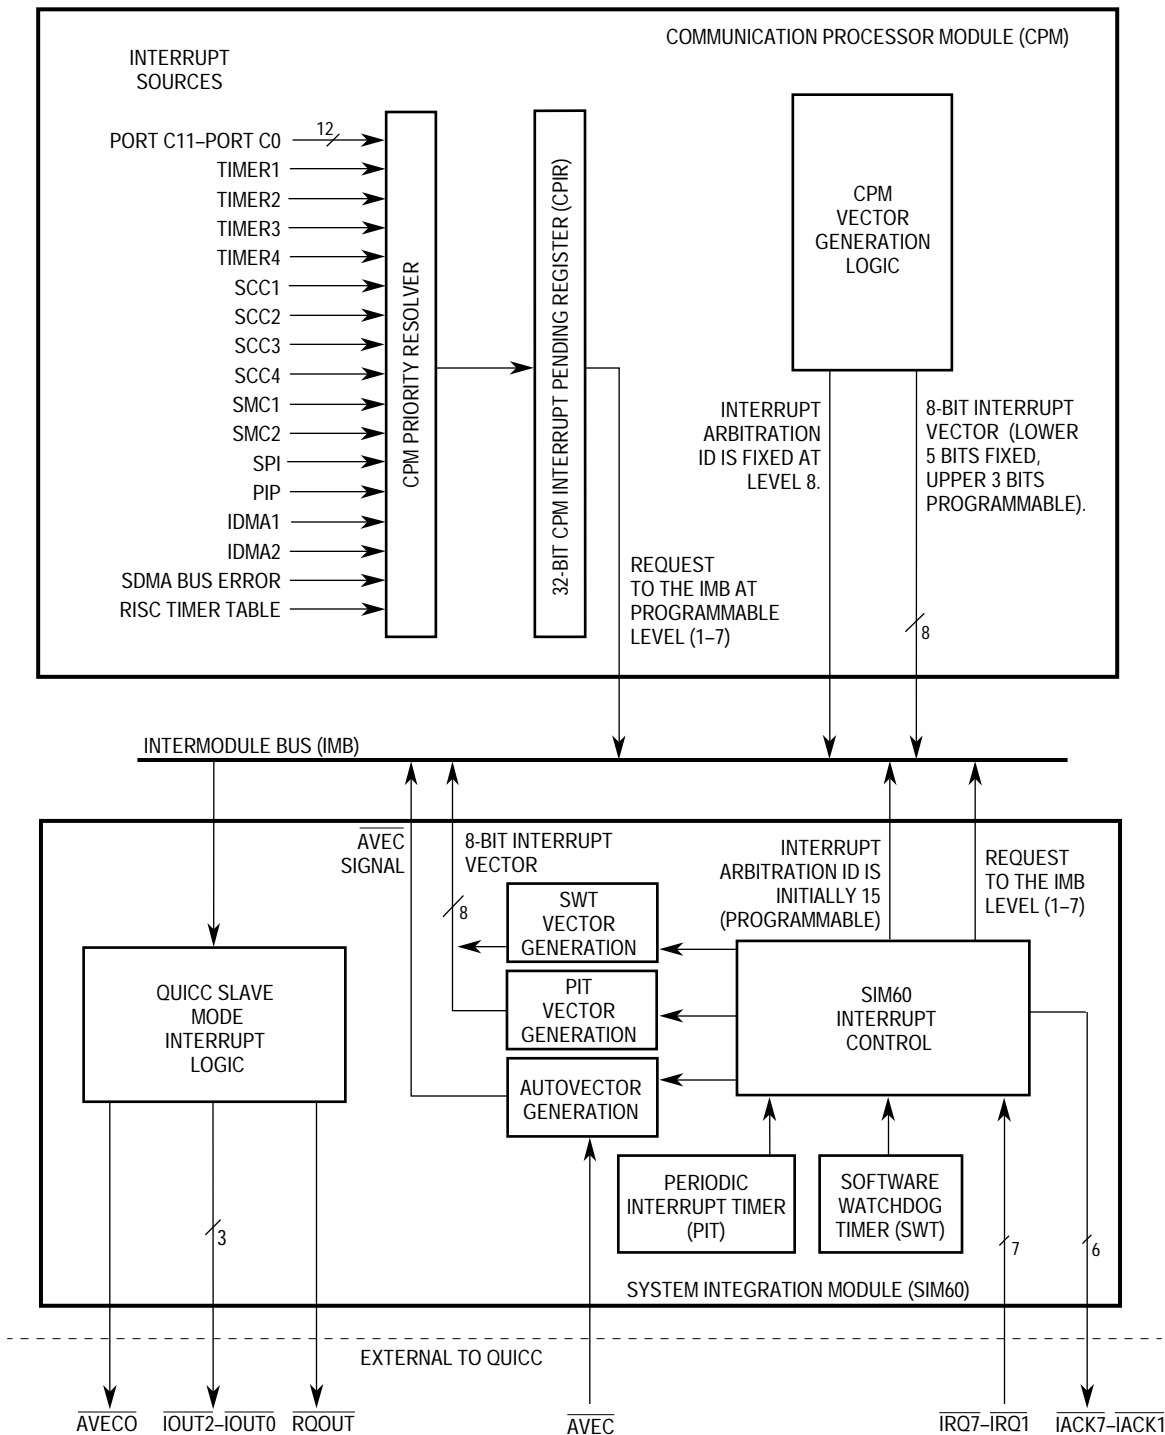 COMMUNICATION PROCESSOR MODULE (CPM)
INTERRUPT
SOURCES
PORT C11–PORT C0
12
TIMER1
TIMER2
TIMER3
TIMER4
SCC1
SCC2
SCC3
SCC4
SMC1
SMC2
SPI
PIP
IDMA1
IDMA2
SDMA BUS ERROR
RISC TIMER TABLE
CPM PRIORITY RESOLVER
32-BIT CPM INTERRUPT PENDING REGISTER (CPIR)
REQUEST
TO THE IMB AT
PROGRAMMABLE
LEVEL (1–7)
CPM
VECTOR
GENERATION
LOGIC
INTERRUPT
ARBITRATION
ID IS FIXED AT
LEVEL 8.
8-BIT INTERRUPT
VECTOR (LOWER
5 BITS FIXED,
UPPER 3 BITS
PROGRAMMABLE).
8
INTERMODULE BUS (IMB)
AVEC
SIGNAL
8-BIT INTERRUPT
VECTOR
8
INTERRUPT
ARBITRATION ID IS
INITIALLY 15
(PROGRAMMABLE)
REQUEST
TO THE IMB
LEVEL (1–7)
QUICC SLAVE
MODE
INTERRUPT
LOGIC
SWT
VECTOR
GENERATION
PIT
VECTOR
GENERATION
AUTOVECTOR
GENERATION
SIM60
INTERRUPT
CONTROL
PERIODIC
INTERRUPT TIMER
(PIT)
SOFTWARE
WATCHDOG
TIMER (SWT)
3
7
6
SYSTEM INTEGRATION MODULE (SIM60)
EXTERNAL TO QUICC
AVECO
IOUT2–IOUT0
RQOUT
AVEC
IRQ7–IRQ1
IACK7–IACK1